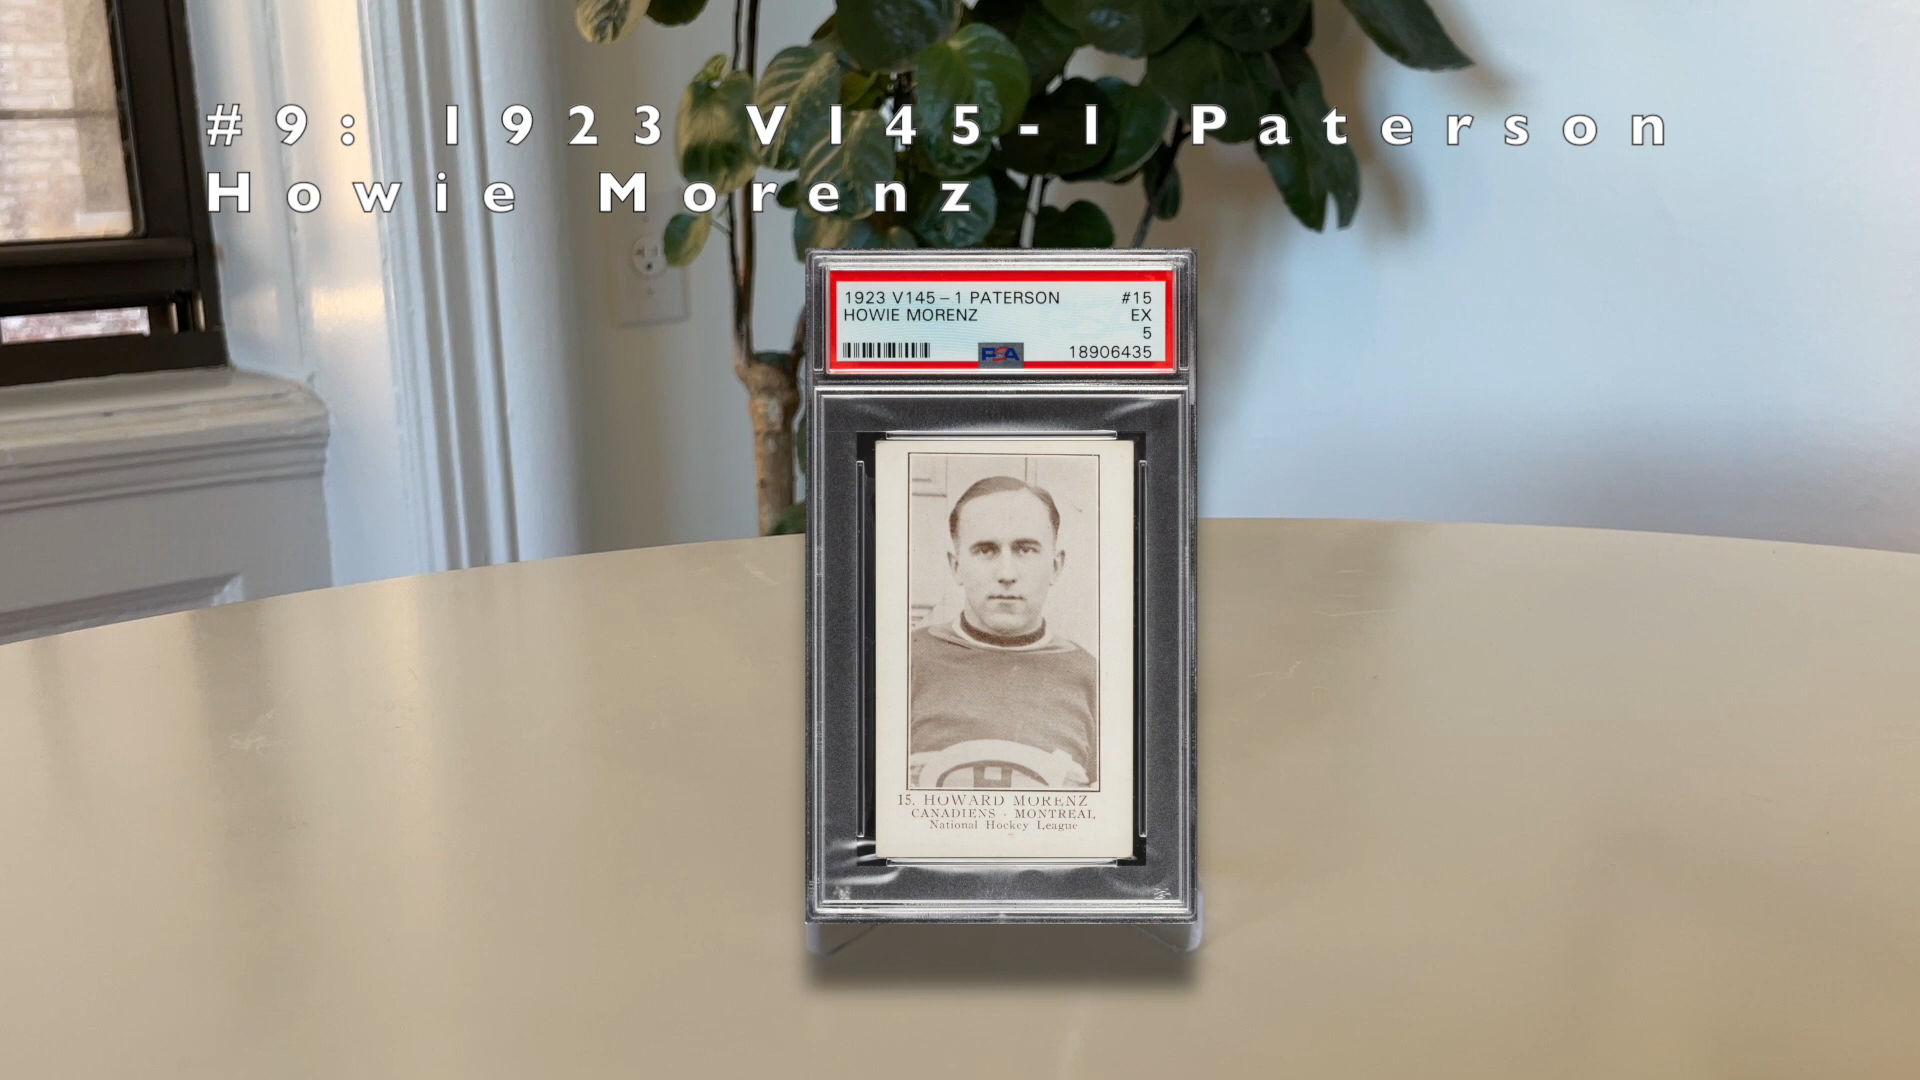 #9: 1923 V145-1 Paterson
Howie Morenz
1923 V145-1 PATERSON #15
HOWIE MORENZ EX
5
PSA 18906435
15. HOWARD MORENZ
CANADIENS - MONTREAL
National Hockey League